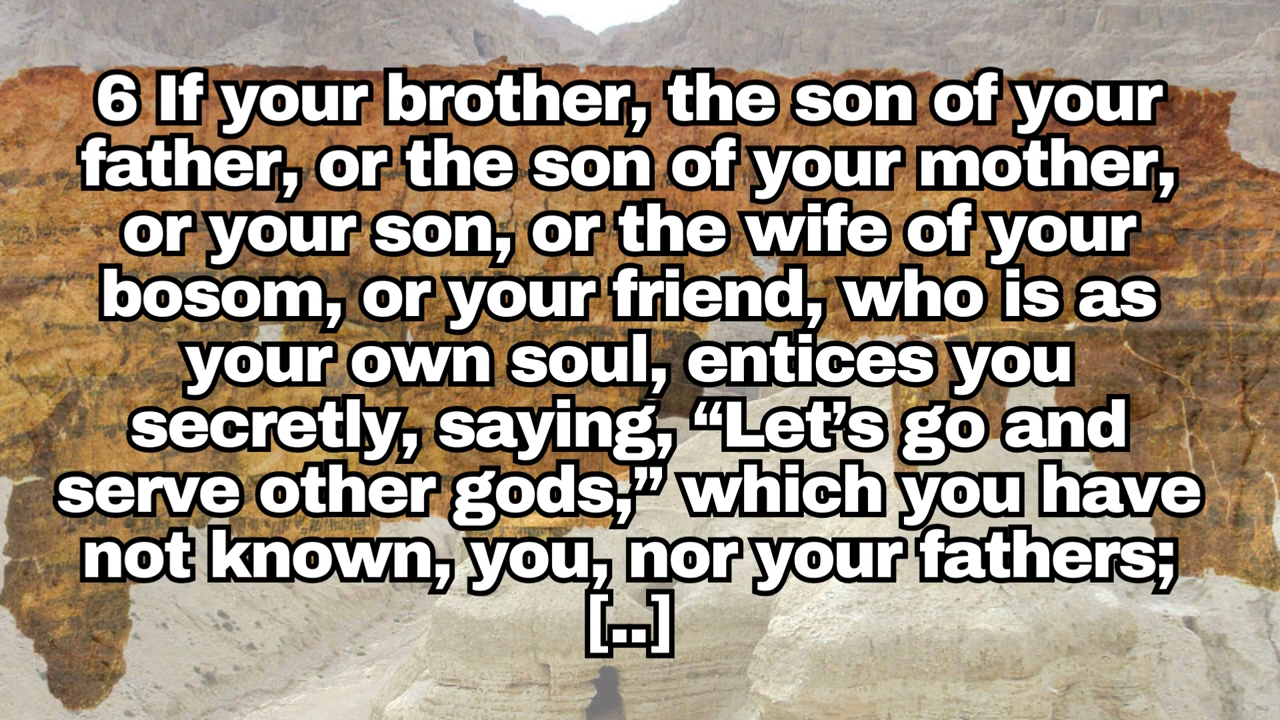 6 If your brother, the son of your
father, or the son of your mother,
or your son, or the wife of your
bosom, or your friend, who is as
your own soul, entices you
secretly, saying, “Let’s go and
serve other gods,” which you have
not known, you, nor your fathers;
[..]